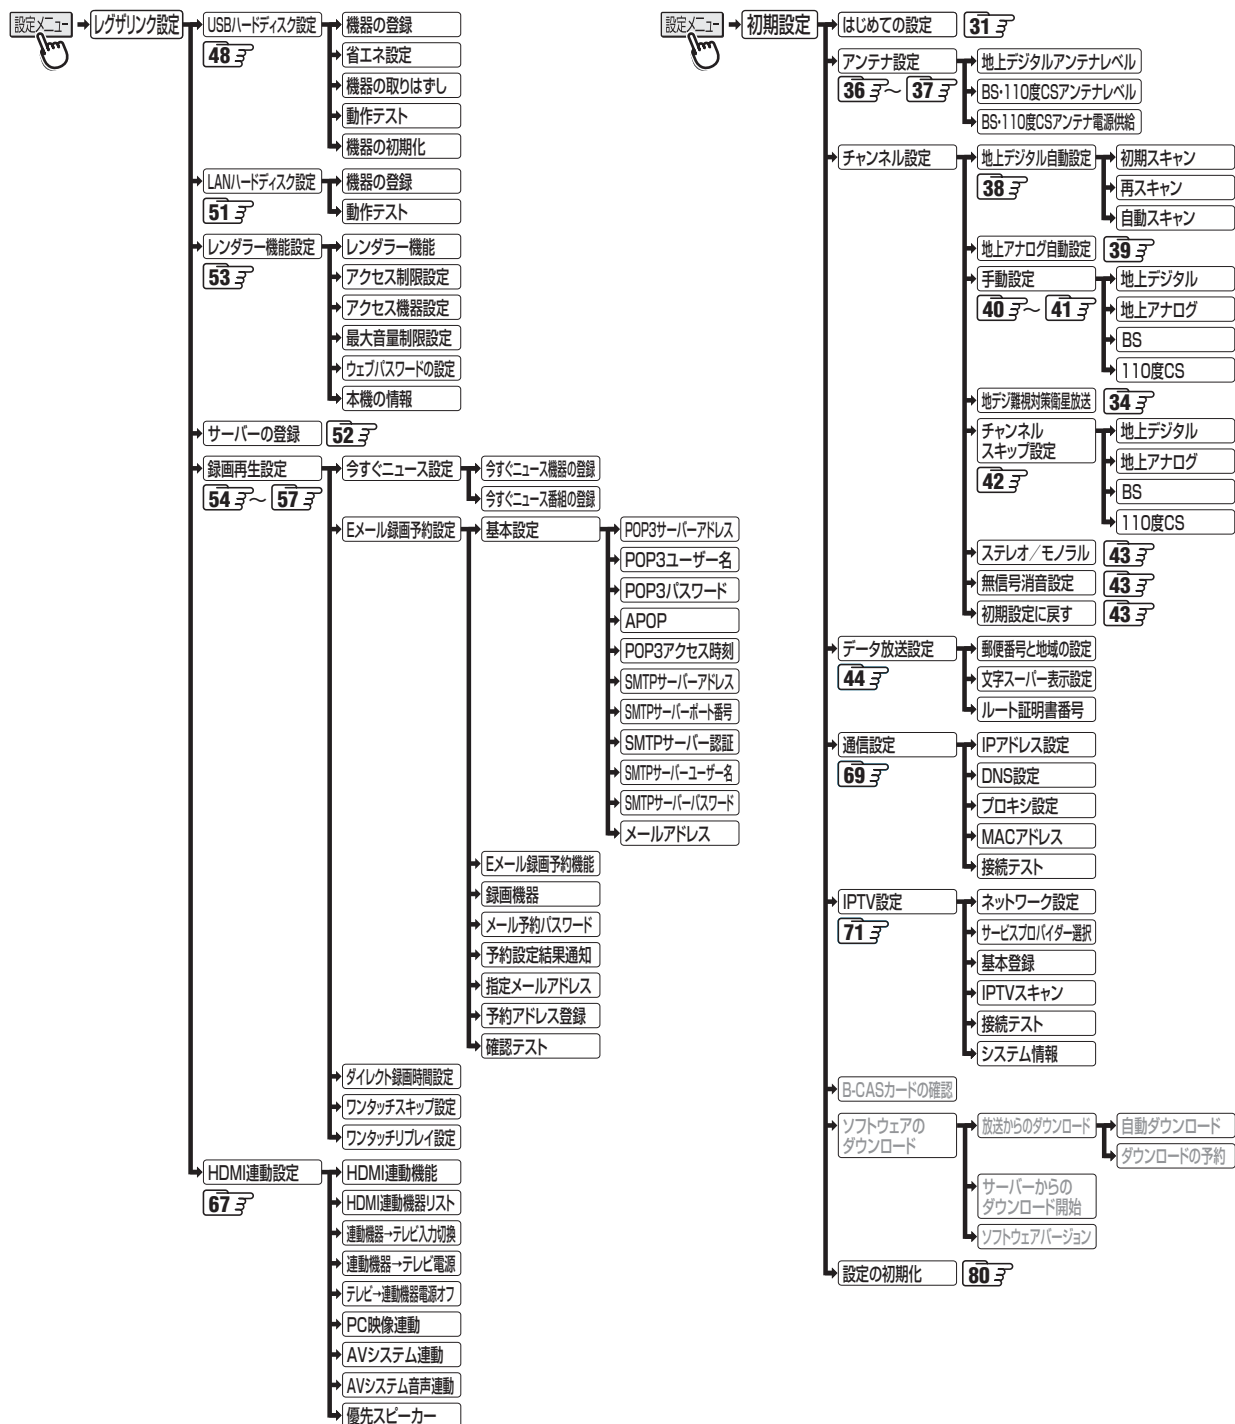 設定メニュー
レグザリンク設定
USBハードディスク設定
48
機器の登録
省エネ設定
機器の取りはずし
動作テスト
機器の初期化
LANハードディスク設定
51
機器の登録
動作テスト
レンダラー機能設定
53
レンダラー機能
アクセス制限設定
アクセス機器設定
最大音量制限設定
ウェブパスワードの設定
本機の情報
サーバーの登録
52
録画再生設定
54 ～ 57
今すぐニュース設定
今すぐニュース機器の登録
今すぐニュース番組の登録
Eメール録画予約設定
基本設定
POP3サーバーアドレス
POP3ユーザー名
POP3パスワード
APOP
POP3アクセス時刻
SMTPサーバーアドレス
SMTPサーバーポート番号
SMTPサーバー認証
SMTPサーバーユーザー名
SMTPサーバーパスワード
メールアドレス
Eメール録画予約機能
録画機器
メール予約パスワード
予約設定結果通知
指定メールアドレス
予約アドレス登録
確認テスト
ダイレクト録画時間設定
ワンタッチスキップ設定
ワンタッチリプレイ設定
HDMI連動設定
67
HDMI連動機能
HDMI連動機器リスト
連動機器→テレビ入力切換
連動機器→テレビ電源
テレビ→連動機器電源オフ
PC映像連動
AVシステム連動
AVシステム音声連動
優先スピーカー
設定メニュー
初期設定
はじめての設定
31
アンテナ設定
36 ～ 37
地上デジタルアンテナレベル
BS・110度CSアンテナレベル
BS・110度CSアンテナ電源供給
チャンネル設定
地上デジタル自動設定
38
初期スキャン
再スキャン
自動スキャン
地上アナログ自動設定
39
手動設定
40 ～ 41
地上デジタル
地上アナログ
BS
110度CS
地デジ難視対策衛星放送
34
チャンネル
スキップ設定
42
地上デジタル
地上アナログ
BS
110度CS
ステレオ／モノラル
43
無信号消音設定
43
初期設定に戻す
43
データ放送設定
44
郵便番号と地域の設定
文字スーパー表示設定
ルート証明書番号
通信設定
69
IPアドレス設定
DNS設定
プロキシ設定
MACアドレス
接続テスト
IPTV設定
71
ネットワーク設定
サービスプロバイダー選択
基本登録
IPTVスキャン
接続テスト
システム情報
B-CASカードの確認
ソフトウェアの
ダウンロード
放送からのダウンロード
自動ダウンロード
ダウンロードの予約
サーバーからの
ダウンロード開始
ソフトウェアバージョン
設定の初期化
80